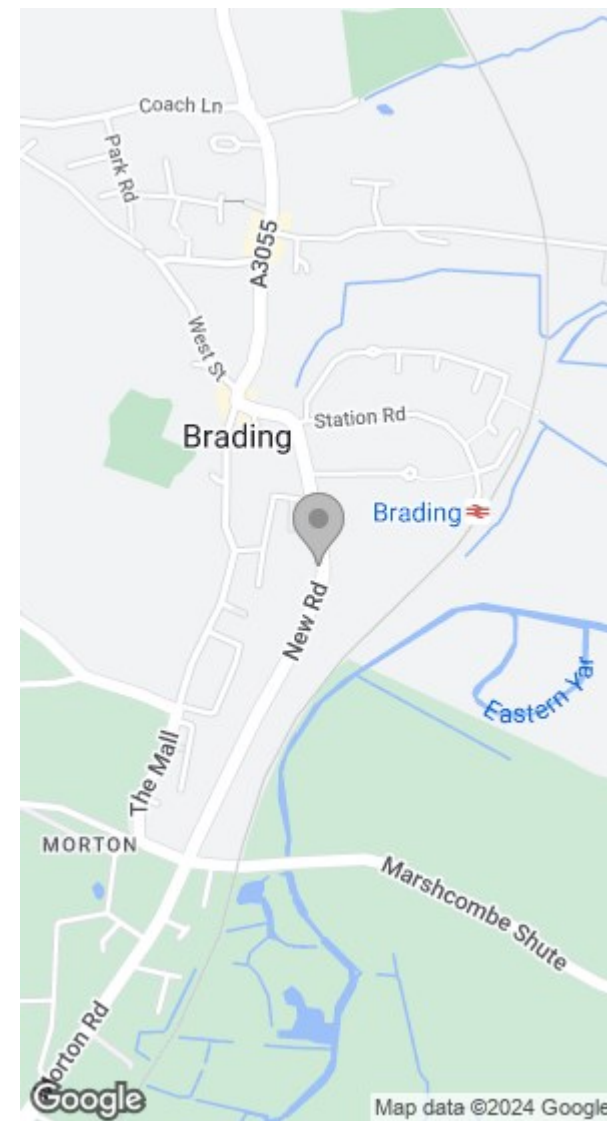 Coach Ln
Park Rd
A3055
West St
Station Rd
Brading
Brading
New Rd
Eastern Yar
The Mall
MORTON
Marshcombe Shute
Morton Rd
Google
Map data ©2024 Google